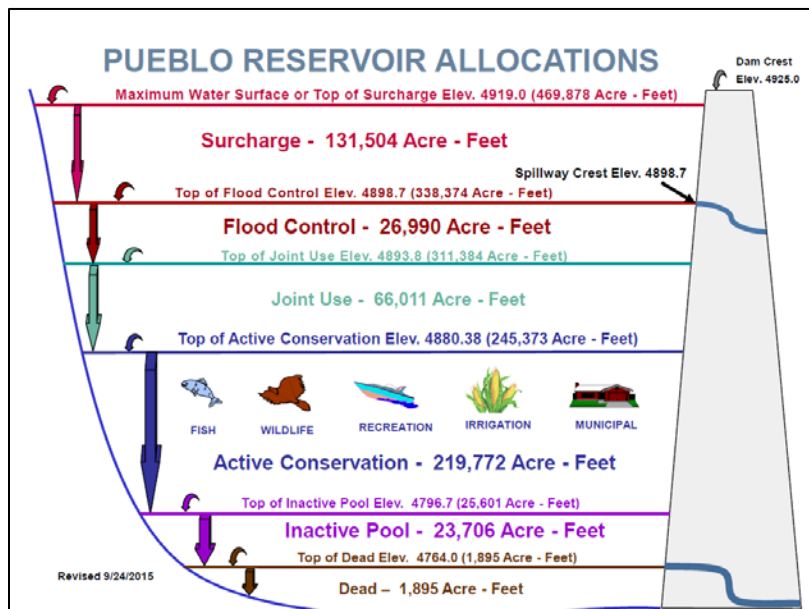 PUEBLO RESERVOIR ALLOCATIONS
Dam Crest
Elev. 4925.0
Maximum Water Surface or Top of Surcharge Elev. 4919.0 (469,878 Acre - Feet)
Surcharge - 131,504 Acre - Feet
Spillway Crest Elev. 4898.7
Top of Flood Control Elev. 4898.7 (338,374 Acre - Feet)
Flood Control - 26,990 Acre - Feet
Top of Joint Use Elev. 4893.8 (311,384 Acre - Feet)
Joint Use - 66,011 Acre - Feet
Top of Active Conservation Elev. 4880.38 (245,373 Acre - Feet)
FISH WILDLIFE RECREATION IRRIGATION MUNICIPAL
Active Conservation - 219,772 Acre - Feet
Top of Inactive Pool Elev. 4796.7 (25,601 Acre - Feet)
Inactive Pool - 23,706 Acre - Feet
Top of Dead Elev. 4764.0 (1,895 Acre - Feet)
Revised 9/24/2015
Dead – 1,895 Acre - Feet